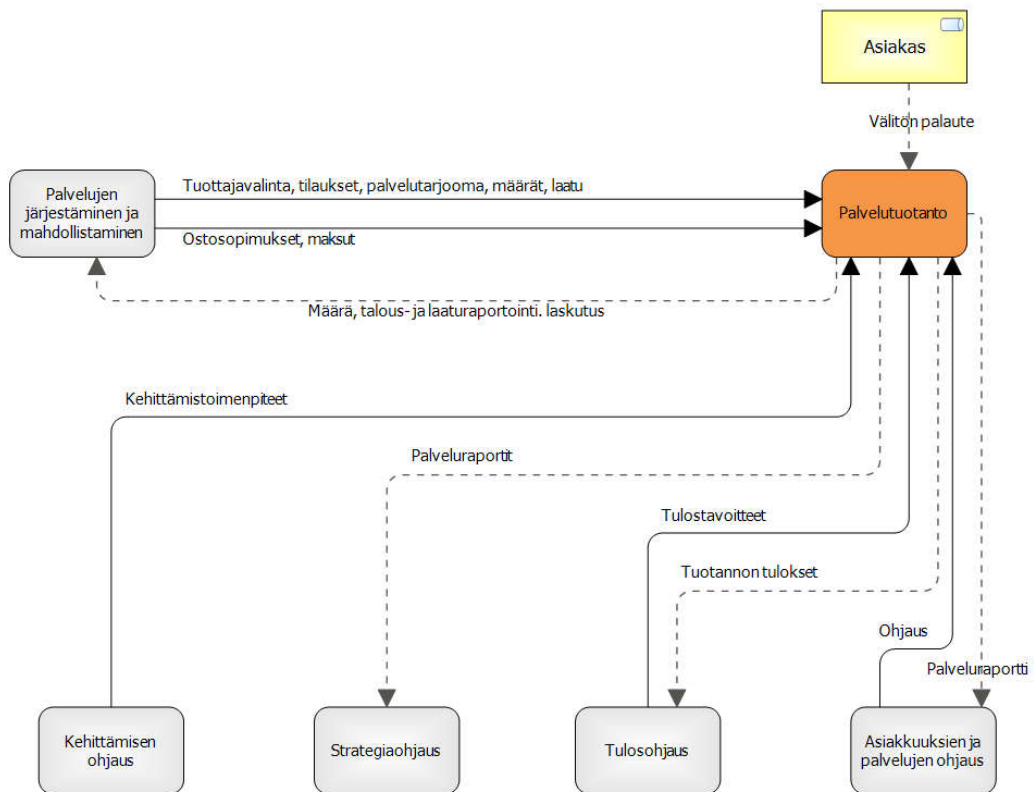 Asiakas
Välitön palaute
Palvelujen
järjestäminen ja
mahdollistaminen
Tuottajavalinta, tilaukset, palvelutarjooma, määrät, laatu
Palvelutuotanto
Ostosopimukset, maksut
Määrä, talous- ja laaturaportointi. laskutus
Kehittämistoimenpiteet
Palveluraportit
Tulostavoitteet
Tuotannon tulokset
Ohjaus
Palveluraportti
Kehittämisen
ohjaus
Strategiaohjaus
Tulosohjaus
Asiakkuuksien ja
palvelujen ohjaus